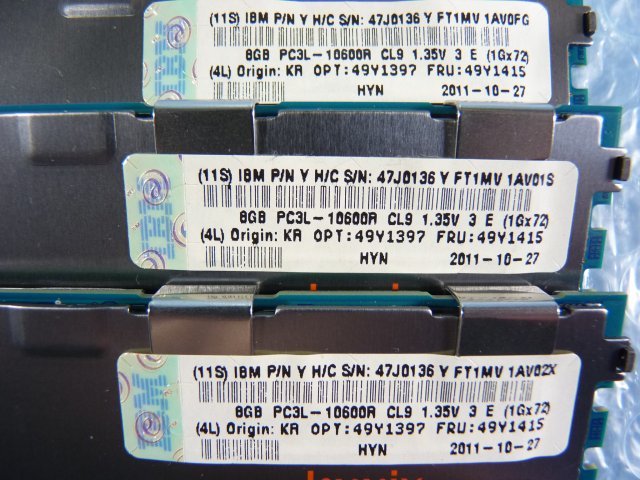 (11S) IBM P/N Y H/C S/N: 47J0136 Y FT1MV 1AV0FG
8GB PC3L-10600R CL9 1.35V 3 E (1Gx72)
(4L) Origin: KR OPT:49Y1397 FRU:49Y1415
HYN 2011-10-27
IBM
(11S) IBM P/N Y H/C S/N: 47J0136 Y FT1MV 1AV01S
8GB PC3L-10600R CL9 1.35V 3 E (1Gx72)
(4L) Origin: KR OPT:49Y1397 FRU:49Y1415
HYN 2011-10-27
IBM
(11S) IBM P/N Y H/C S/N: 47J0136 Y FT1MV 1AV02X
8GB PC3L-10600R CL9 1.35V 3 E (1Gx72)
(4L) Origin: KR OPT:49Y1397 FRU:49Y1415
HYN 2011-10-27
IBM